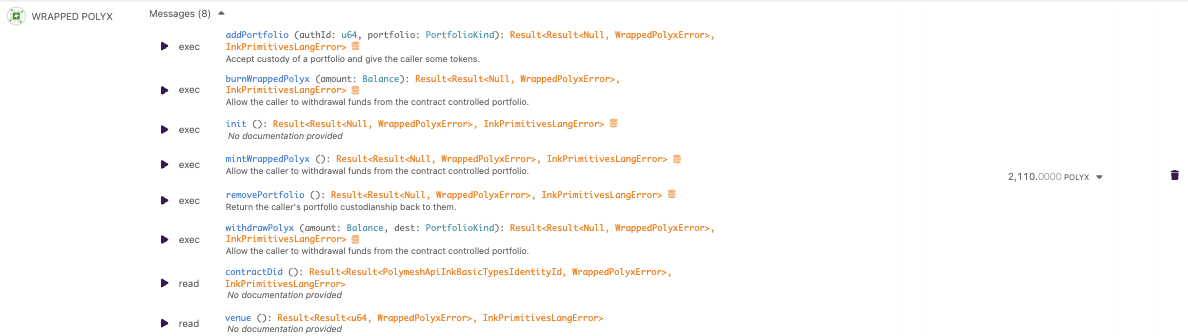 WRAPPED POLYX
Messages (8)
exec
addPortfolio (authId: u64, portfolio: PortfolioKind): Result<Result<Null, WrappedPolyxError>,
InkPrimitivesLangError>
Accept custody of a portfolio and give the caller some tokens.
exec
burnWrappedPolyx (amount: Balance): Result<Result<Null, WrappedPolyxError>,
InkPrimitivesLangError>
Allow the caller to withdrawal funds from the contract controlled portfolio.
exec
init (): Result<Result<Null, WrappedPolyxError>, InkPrimitivesLangError>
No documentation provided
exec
mintWrappedPolyx (): Result<Result<Null, WrappedPolyxError>, InkPrimitivesLangError>
Allow the caller to withdrawal funds from the contract controlled portfolio.
2,110.0000 POLYX
exec
removePortfolio (): Result<Result<Null, WrappedPolyxError>, InkPrimitivesLangError>
Return the caller's portfolio custodianship back to them.
exec
withdrawPolyx (amount: Balance, dest: PortfolioKind): Result<Result<Null, WrappedPolyxError>,
InkPrimitivesLangError>
Allow the caller to withdrawal funds from the contract controlled portfolio.
read
contractDid (): Result<Result<PolymeshApiInkBasicTypesIdentityId, WrappedPolyxError>,
InkPrimitivesLangError>
No documentation provided
read
venue (): Result<Result<u64, WrappedPolyxError>, InkPrimitivesLangError>
No documentation provided